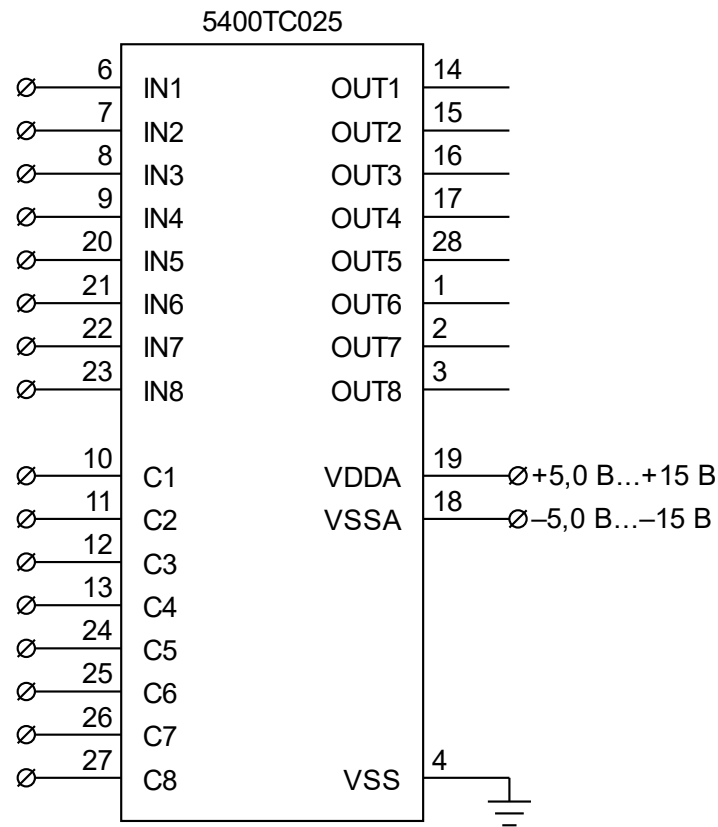 5400TC025
6 IN1 OUT1 14
7 IN2 OUT2 15
8 IN3 OUT3 16
9 IN4 OUT4 17
20 IN5 OUT5 28
21 IN6 OUT6 1
22 IN7 OUT7 2
23 IN8 OUT8 3
10 C1 VDDA 19 +5,0 В...+15 В
11 C2 VSSA 18 –5,0 В...–15 В
12 C3
13 C4
24 C5
25 C6
26 C7
27 C8 VSS 4